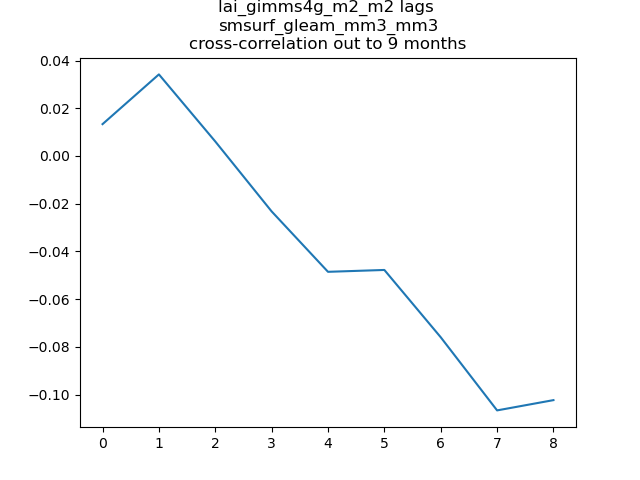 lai_gimms4g_m2_m2 lags
smsurf_gleam_mm3_mm3
cross-correlation out to 9 months
0.04
0.02
0.00
−0.02
−0.04
−0.06
−0.08
−0.10
0 1 2 3 4 5 6 7 8